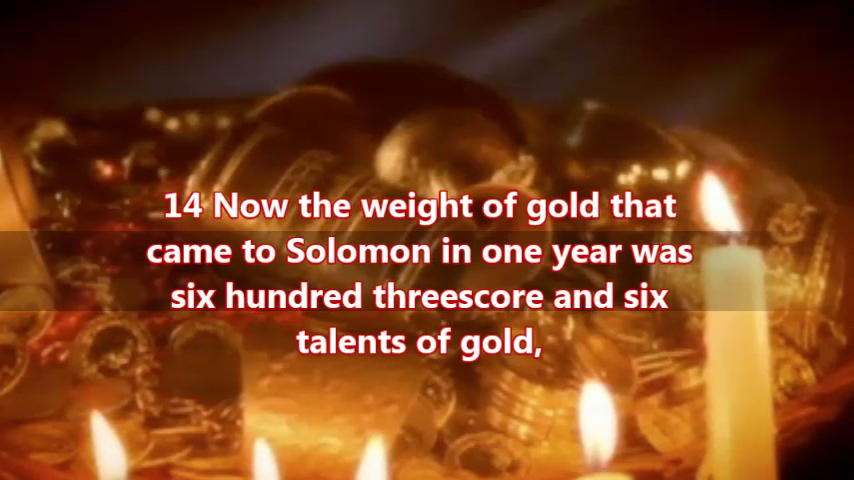 14 Now the weight of gold that
came to Solomon in one year was
six hundred threescore and six
talents of gold,